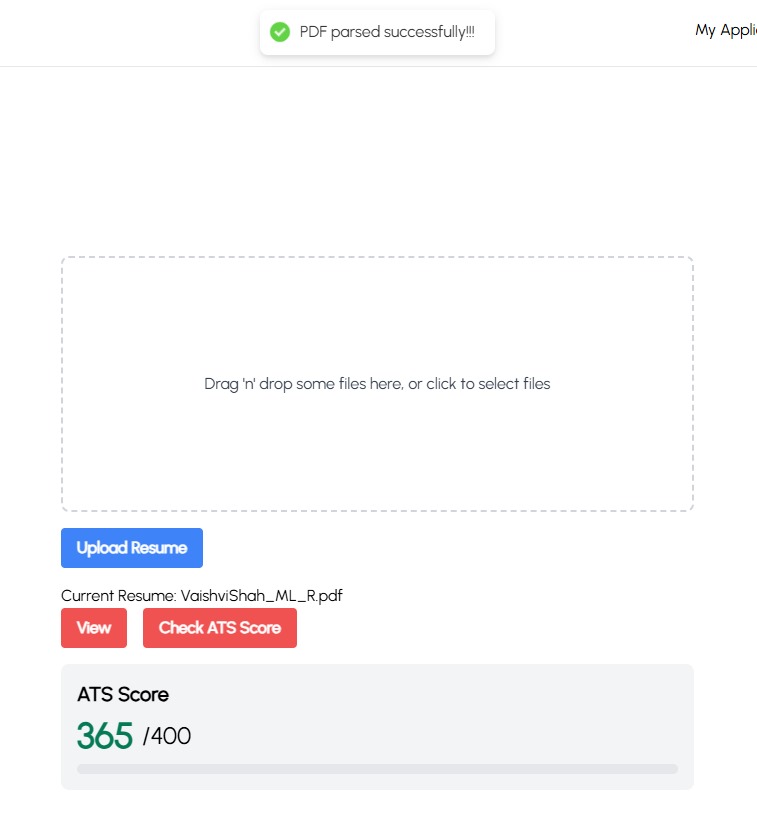 PDF parsed successfully!!!
My
Drag 'n' drop some files here, or click to select files
Upload Resume
Current Resume: VaishviShah_ML_R.pdf
View Check ATS Score
ATS Score
365 /400